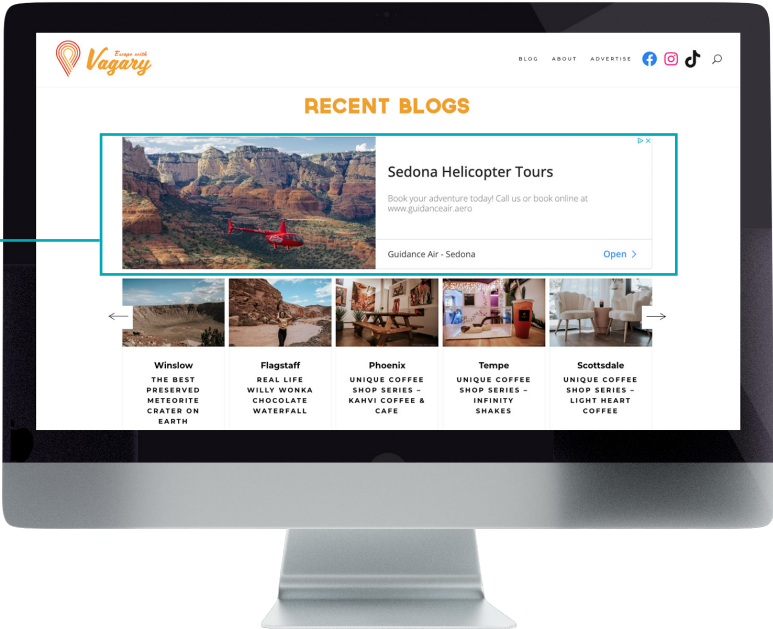 Escape with
Vagary
BLOG ABOUT ADVERTISE
RECENT BLOGS
Sedona Helicopter Tours
Book your adventure today! Call us or book online at
www.guidanceair.aero
Guidance Air - Sedona
Open >
Winslow
THE BEST
PRESERVED
METEORITE
CRATER ON
EARTH
Flagstaff
REAL LIFE
WILLY WONKA
CHOCOLATE
WATERFALL
Phoenix
UNIQUE COFFEE
SHOP SERIES –
KAHVI COFFEE &
CAFE
Tempe
UNIQUE COFFEE
SHOP SERIES –
INFINITY
SHAKES
Scottsdale
UNIQUE COFFEE
SHOP SERIES –
LIGHT HEART
COFFEE